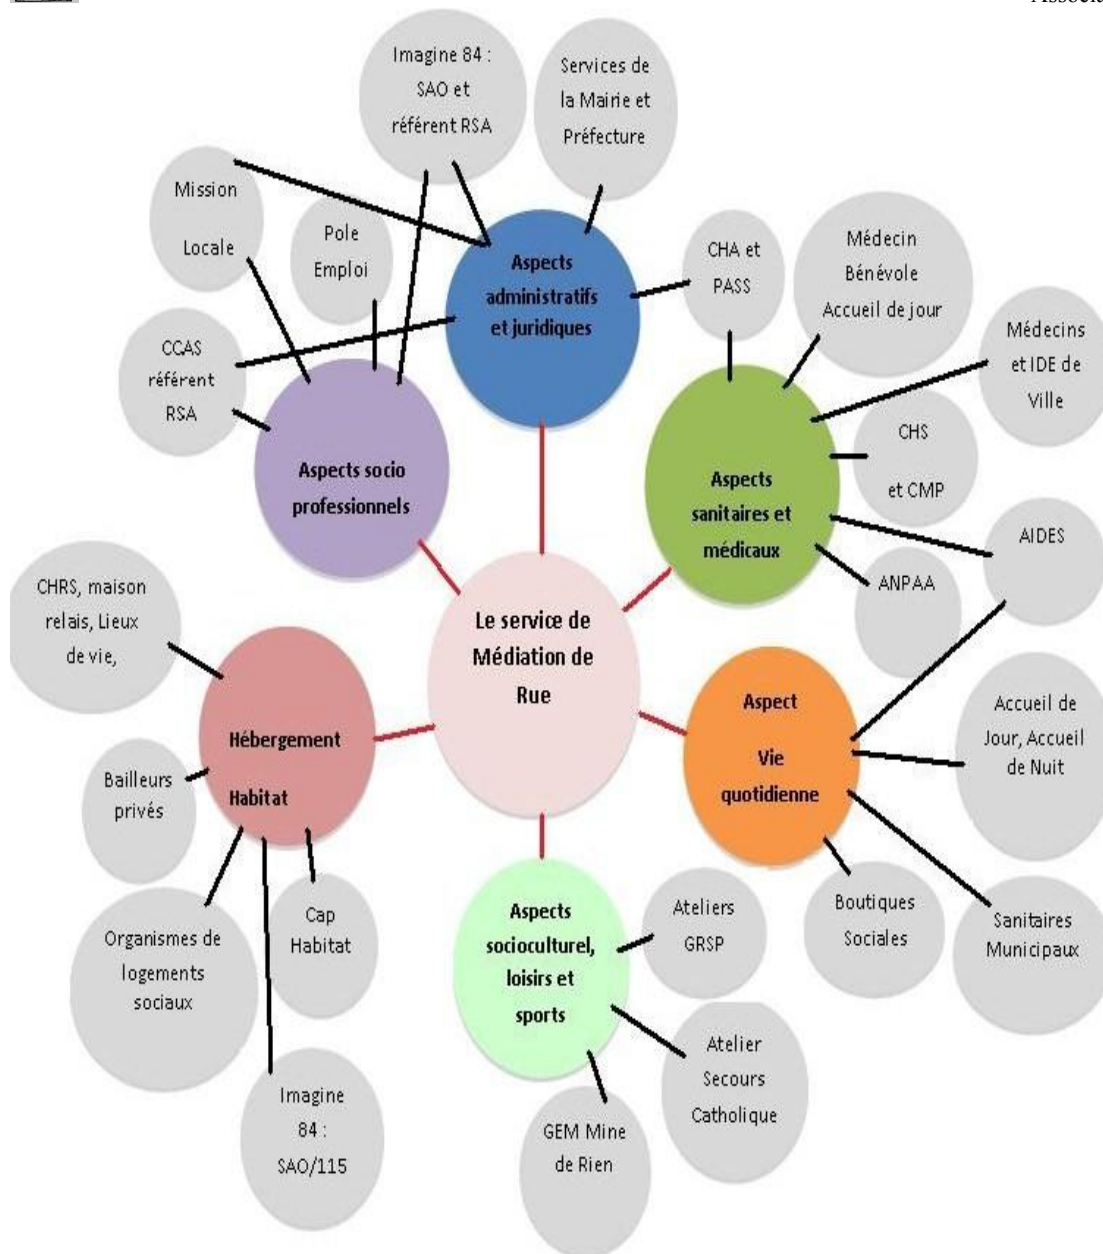 Imagine 84 :
SAO et
référent RSA
Services de
la Mairie et
Préfecture
Mission
Locale
Pole
Emploi
Aspects
administratifs
et juridiques
CHA et
PASS
Médecin
Bénévole
Accueil de jour
Médecins
et IDE de
Ville
CCAS
référent
RSA
Aspects socio
professionnels
Aspects
sanitaires et
médicaux
CHS
et CMP
AIDES
ANPAA
CHRS, maison
relais, Lieux
de vie,
Le service de
Médiation de
Rue
Hébergement
Habitat
Aspect
Vie
quotidienne
Accueil de
Jour, Accueil
de Nuit
Bailleurs
privés
Organismes de
logements
sociaux
Cap
Habitat
Imagine
84 :
SAO/115
Aspects
socioculturel,
loisirs et
sports
Ateliers
GRSP
Boutiques
Sociales
Sanitaires
Municipaux
Atelier
Secours
Catholique
GEM Mine
de Rien